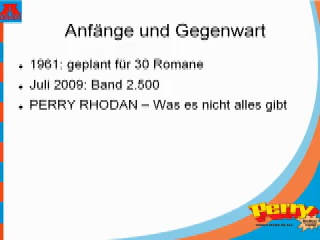 Anfänge und Gegenwart
1961: geplant für 30 Romane
Juli 2009: Band 2.500
PERRY RHODAN – Was es nicht alles gibt
Perry